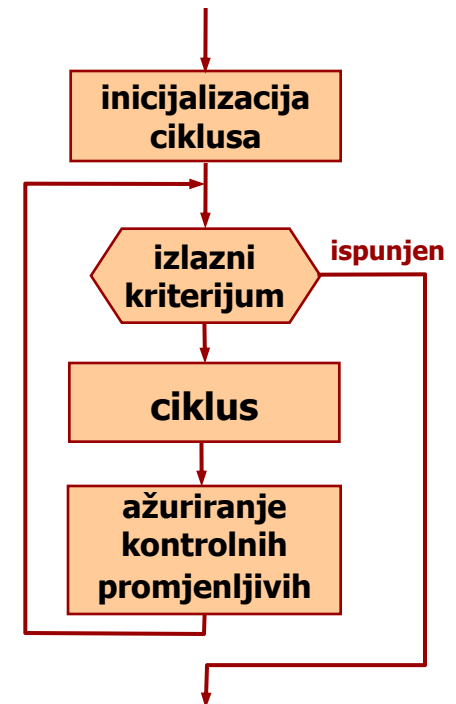 inicijalizacija
ciklusa
izlazni
kriterijum
ispunjen
ciklus
ažuriranje
kontrolnih
promjenljivih